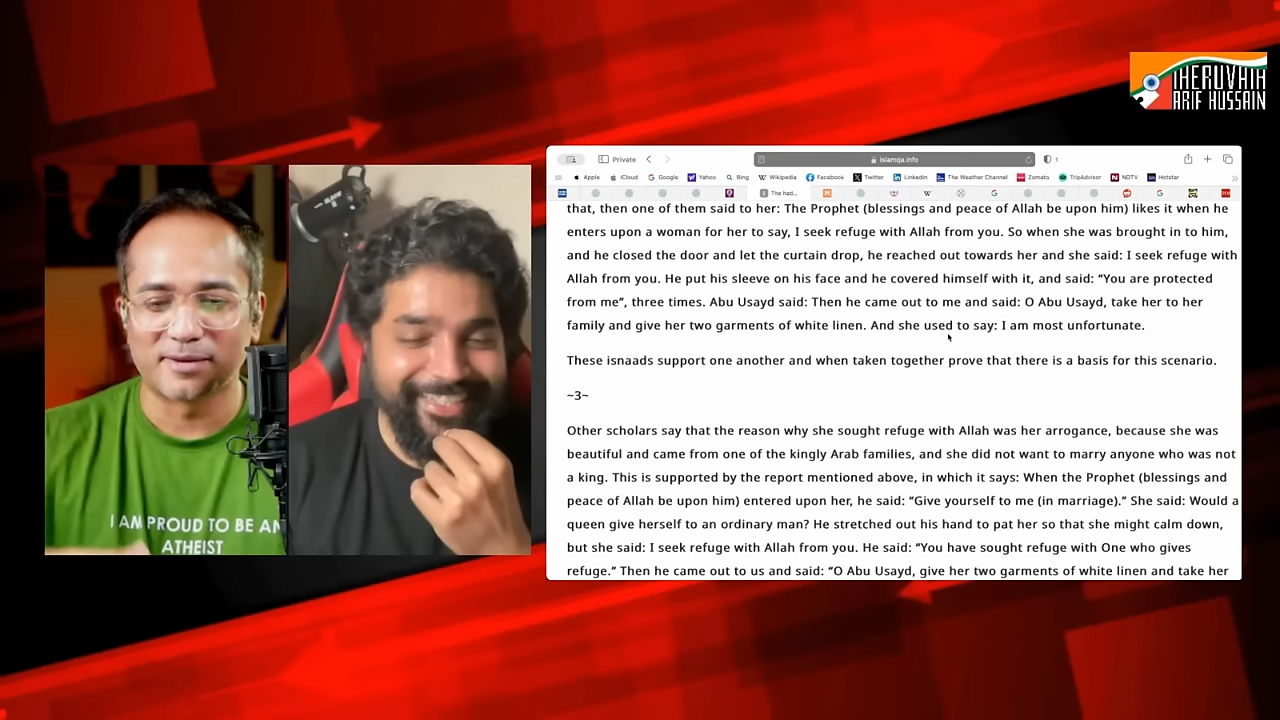 THERUVATH
ARIF HUSSAIN
Private
islamqa.info
1
Apple iCloud Google Yahoo Bing Wikipedia Facebook Twitter LinkedIn The Weather Channel Zomato TripAdvisor NDTV Hotstar
The had...
that, then one of them said to her: The Prophet (blessings and peace of Allah be upon him) likes it when he
enters upon a woman for her to say, I seek refuge with Allah from you. So when she was brought in to him,
and he closed the door and let the curtain drop, he reached out towards her and she said: I seek refuge with
Allah from you. He put his sleeve on his face and he covered himself with it, and said: “You are protected
from me”, three times. Abu Usayd said: Then he came out to me and said: O Abu Usayd, take her to her
family and give her two garments of white linen. And she used to say: I am most unfortunate.
These isnaads support one another and when taken together prove that there is a basis for this scenario.
~3~
Other scholars say that the reason why she sought refuge with Allah was her arrogance, because she was
beautiful and came from one of the kingly Arab families, and she did not want to marry anyone who was not
a king. This is supported by the report mentioned above, in which it says: When the Prophet (blessings and
peace of Allah be upon him) entered upon her, he said: “Give yourself to me (in marriage).” She said: Would a
queen give herself to an ordinary man? He stretched out his hand to pat her so that she might calm down,
but she said: I seek refuge with Allah from you. He said: “You have sought refuge with One who gives
refuge.” Then he came out to us and said: “O Abu Usayd, give her two garments of white linen and take her
I AM PROUD TO BE AN
ATHEIST